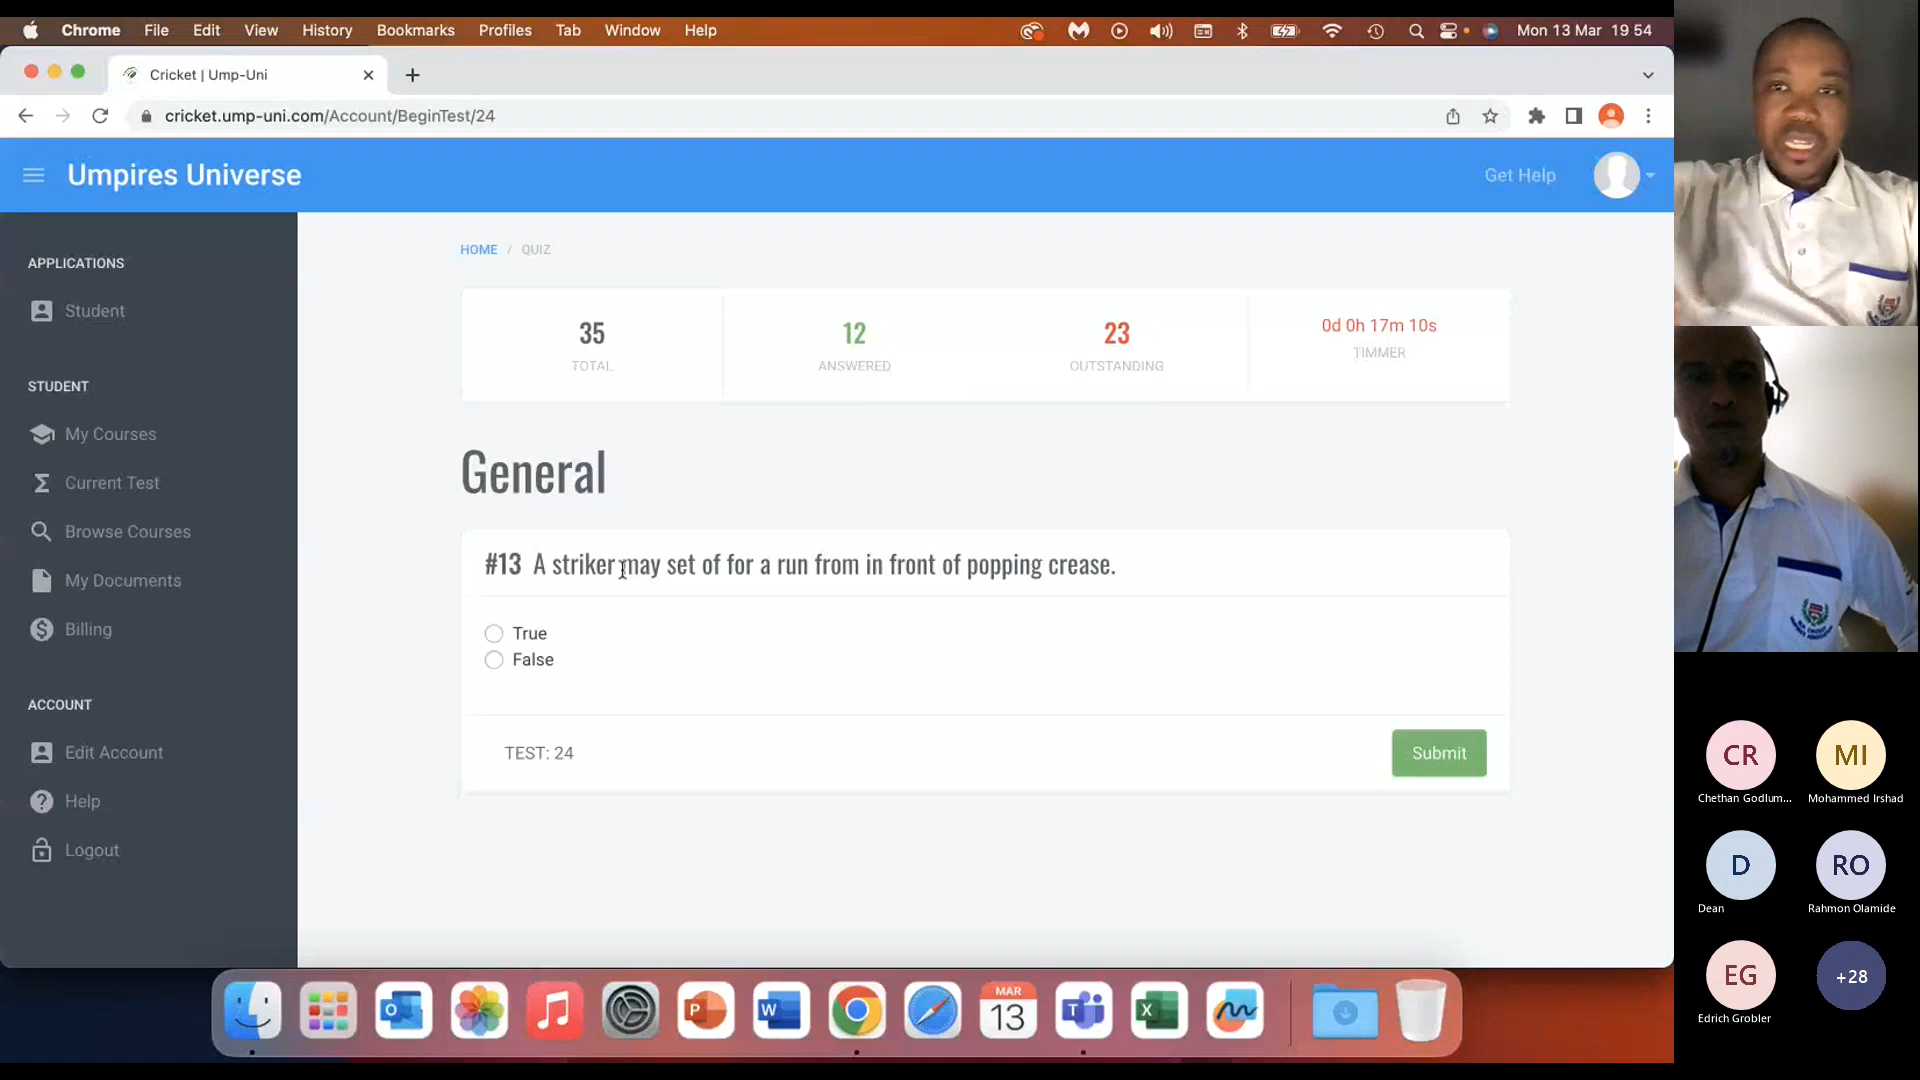 Chrome File Edit View History Bookmarks Profiles Tab Window Help Mon 13 Mar 19 54
Cricket | Ump-Uni
cricket.ump-uni.com/Account/BeginTest/24
Umpires Universe
Get Help
HOME / QUIZ
APPLICATIONS
Student
STUDENT
My Courses
Current Test
Browse Courses
My Documents
Billing
ACCOUNT
Edit Account
Help
Logout
35
TOTAL
12
ANSWERED
23
OUTSTANDING
0d 0h 17m 10s
TIMMER
General
#13 A striker may set of for a run from in front of popping crease.
True
False
TEST: 24
Submit
MAR
13
CR
Chethan Godlum...
MI
Mohammed Irshad
D
Dean
RO
Rahmon Olamide
EG
Edrich Grobler
+28